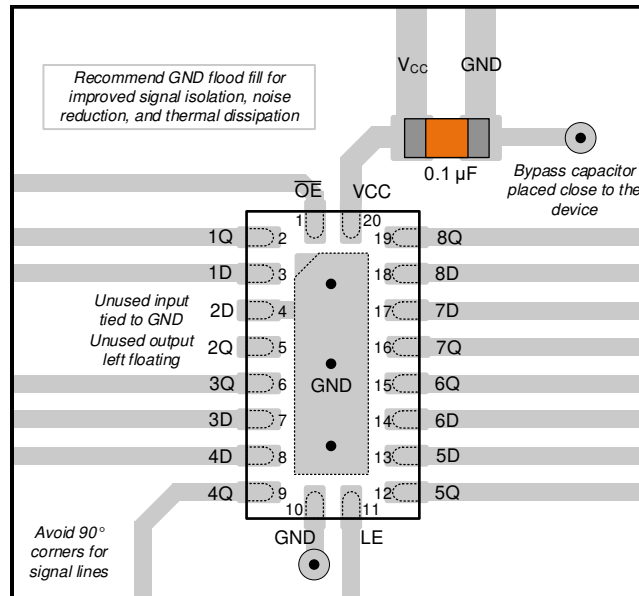 V_CC GND
Recommend GND flood fill for
improved signal isolation, noise
reduction, and thermal dissipation
0.1 µF
Bypass capacitor
placed close to the
device
O̅E̅ VCC
1 20
1Q 2 19 8Q
1D 3 18 8D
Unused input
tied to GND
2D 4 17 7D
Unused output
left floating
2Q 5 16 7Q
3Q 6 GND 15 6Q
3D 7 14 6D
4D 8 13 5D
4Q 9 12 5Q
10 11
GND LE
Avoid 90°
corners for
signal lines